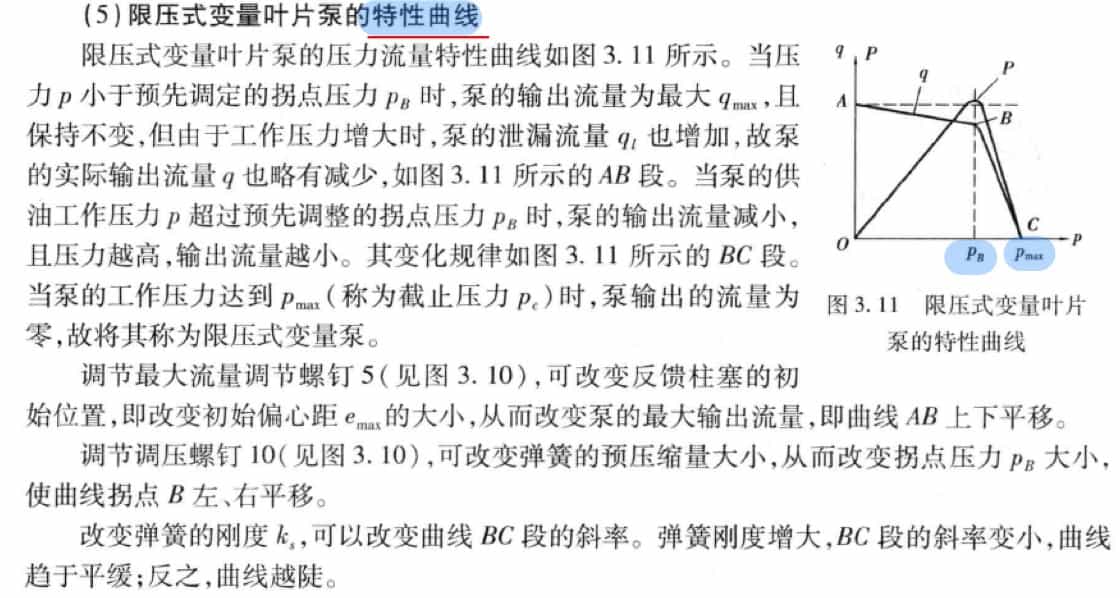 (5)限压式变量叶片泵的特性曲线
限压式变量叶片泵的压力流量特性曲线如图 3.11 所示。当压
力 p 小于预先调定的拐点压力 pB 时,泵的输出流量为最大 qmax,且
保持不变,但由于工作压力增大时,泵的泄漏流量 ql 也增加,故泵
的实际输出流量 q 也略有减少,如图 3.11 所示的 AB 段。当泵的供
油工作压力 p 超过预先调整的拐点压力 pB 时,泵的输出流量减小,
且压力越高,输出流量越小。其变化规律如图 3.11 所示的 BC 段。
当泵的工作压力达到 pmax(称为截止压力 pc)时,泵输出的流量为
零,故将其称为限压式变量泵。
q P
q
P
A
B
C
O
pB
pmax
p
图 3.11 限压式变量叶片
泵的特性曲线
调节最大流量调节螺钉 5(见图 3.10),可改变反馈柱塞的初
始位置,即改变初始偏心距 emax 的大小,从而改变泵的最大输出流量,即曲线 AB 上下平移。
调节调压螺钉 10(见图 3.10),可改变弹簧的预压缩量大小,从而改变拐点压力 pB 大小,
使曲线拐点 B 左、右平移。
改变弹簧的刚度 ks,可以改变曲线 BC 段的斜率。弹簧刚度增大,BC 段的斜率变小,曲线
趋于平缓;反之,曲线越陡。